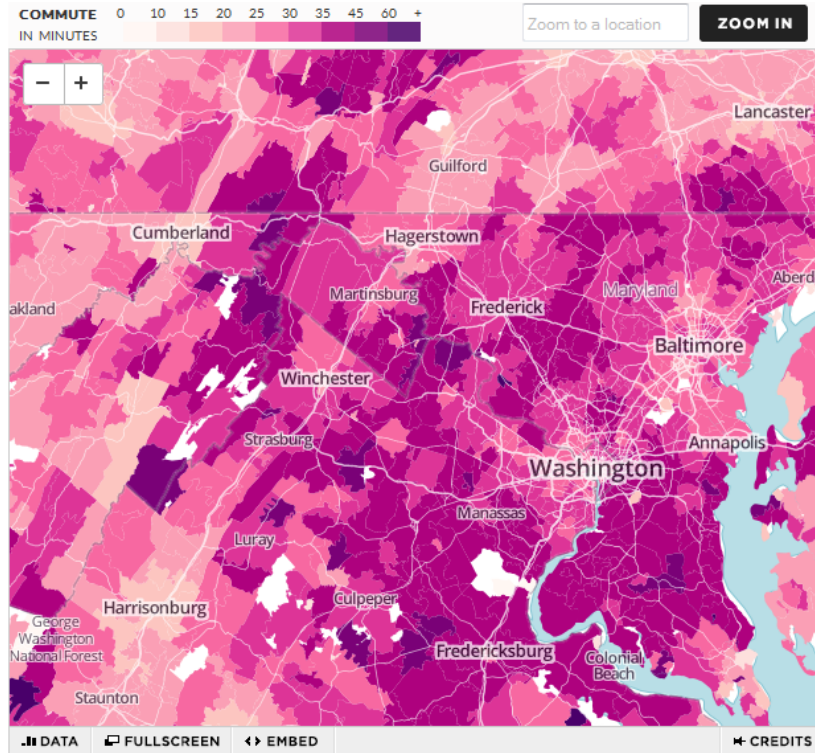 COMMUTE 0 10 15 20 25 30 35 45 60 +
IN MINUTES
Zoom to a location
ZOOM IN
− +
Lancaster
Guilford
Cumberland
Hagerstown
Aberd
Martinsburg
Maryland
akland
Frederick
Baltimore
Winchester
Strasburg
Annapolis
Washington
Manassas
Luray
Culpeper
Harrisonburg
George
Washington
National Forest
Fredericksburg
Colonial
Beach
Staunton
DATA FULLSCREEN EMBED CREDITS